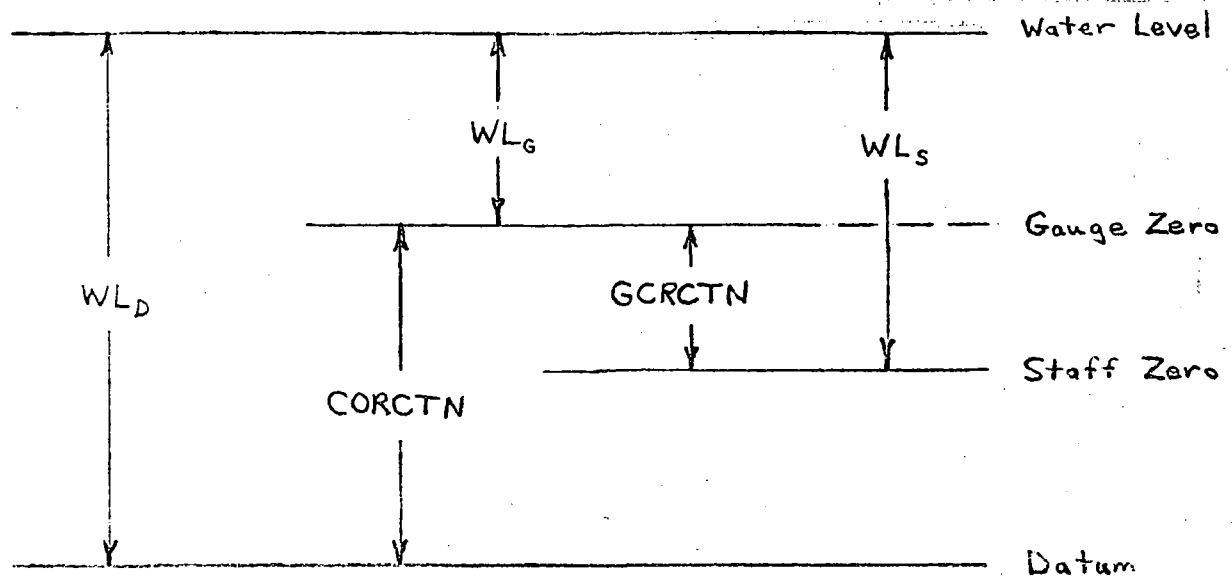 Water Level
WL_G
WL_S
Gauge Zero
WL_D
GCRCTN
Staff Zero
CORCTN
Datum